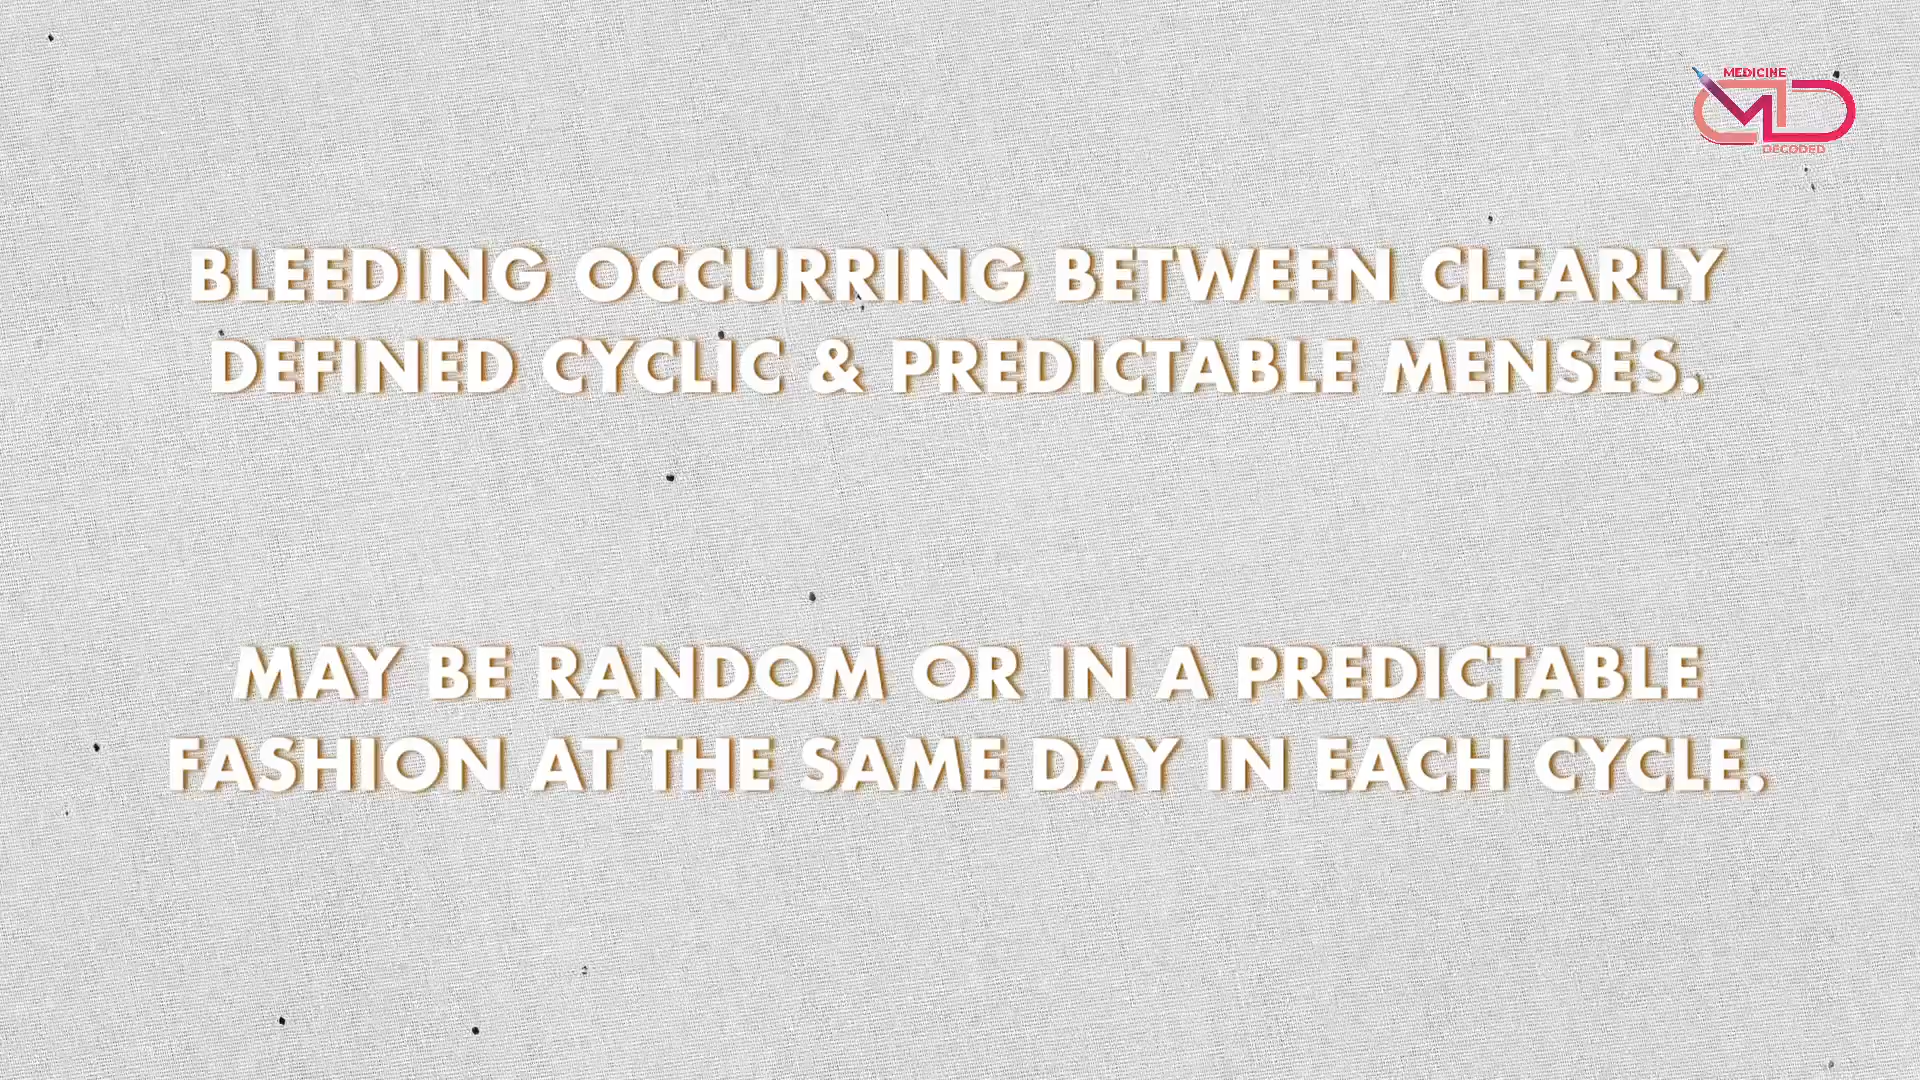 MEDICINE
DECODED
BLEEDING OCCURRING BETWEEN CLEARLY
DEFINED CYCLIC & PREDICTABLE MENSES.
MAY BE RANDOM OR IN A PREDICTABLE
FASHION AT THE SAME DAY IN EACH CYCLE.